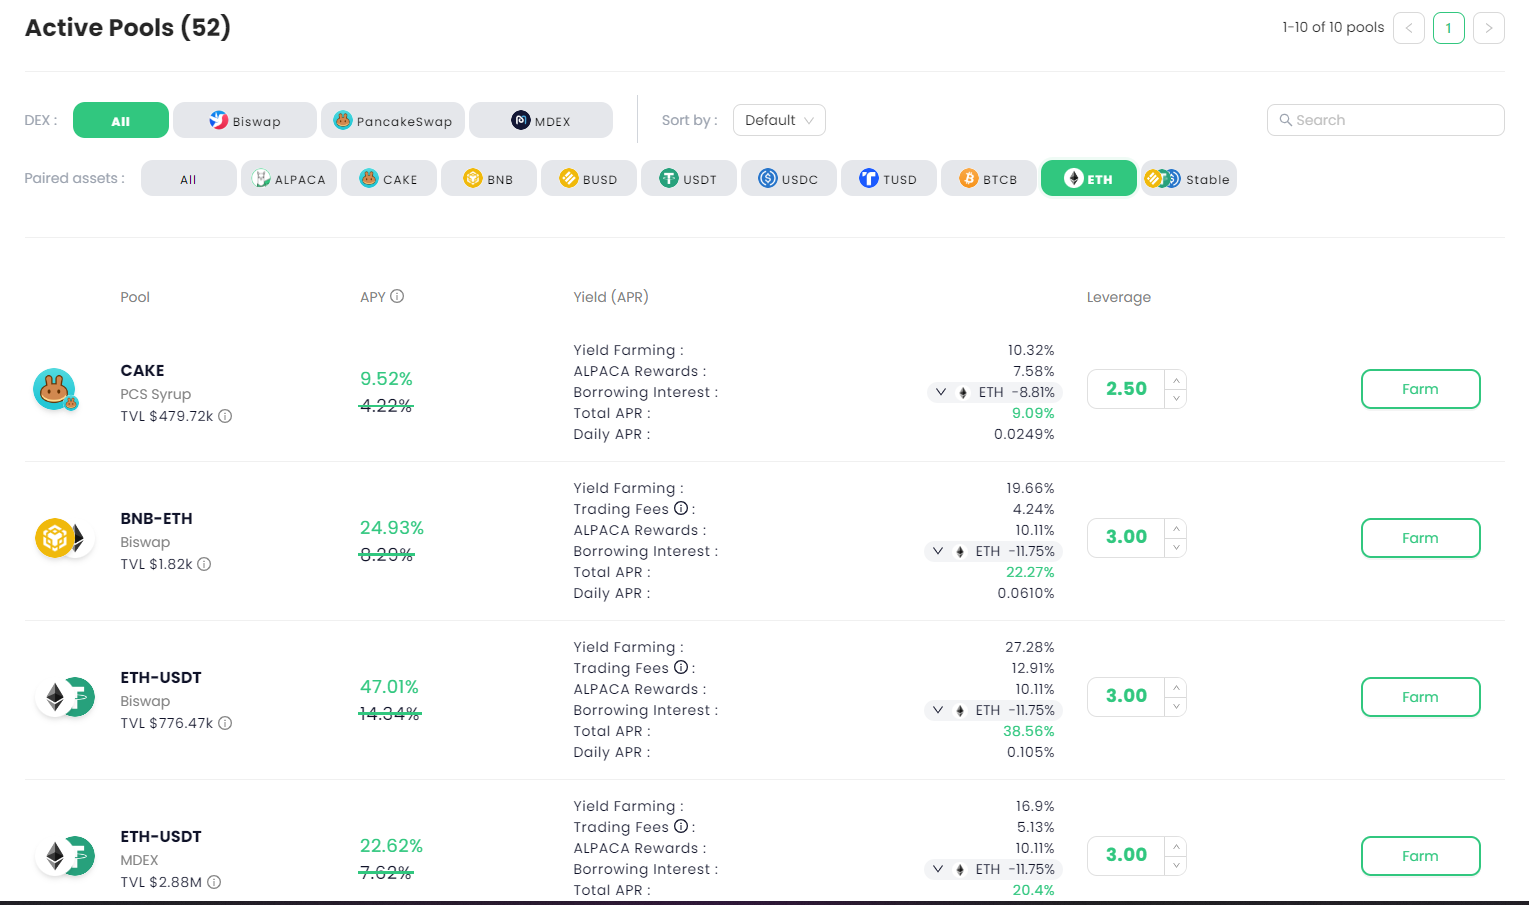 Active Pools (52)
1-10 of 10 pools
1
DEX :
All
Biswap
PancakeSwap
MDEX
Sort by :
Default
Search
Paired assets :
All
ALPACA
CAKE
BNB
BUSD
USDT
USDC
TUSD
BTCB
ETH
Stable
Pool
APY
Yield (APR)
Leverage
CAKE
PCS Syrup
TVL $479.72k
9.52%
4.22%
Yield Farming : 10.32%
ALPACA Rewards : 7.58%
Borrowing Interest : ETH -8.81%
Total APR : 9.09%
Daily APR : 0.0249%
2.50
Farm
BNB-ETH
Biswap
TVL $1.82k
24.93%
8.29%
Yield Farming : 19.66%
Trading Fees : 4.24%
ALPACA Rewards : 10.11%
Borrowing Interest : ETH -11.75%
Total APR : 22.27%
Daily APR : 0.0610%
3.00
Farm
ETH-USDT
Biswap
TVL $776.47k
47.01%
14.34%
Yield Farming : 27.28%
Trading Fees : 12.91%
ALPACA Rewards : 10.11%
Borrowing Interest : ETH -11.75%
Total APR : 38.56%
Daily APR : 0.105%
3.00
Farm
ETH-USDT
MDEX
TVL $2.88M
22.62%
7.62%
Yield Farming : 16.9%
Trading Fees : 5.13%
ALPACA Rewards : 10.11%
Borrowing Interest : ETH -11.75%
Total APR : 20.4%
3.00
Farm